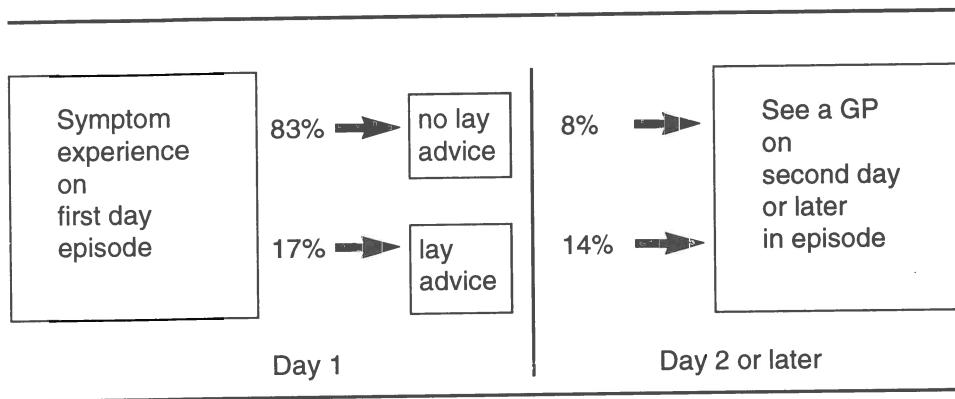 Symptom
experience
on
first day
episode
83%
no lay
advice
17%
lay
advice
8%
14%
See a GP
on
second day
or later
in episode
Day 1
Day 2 or later